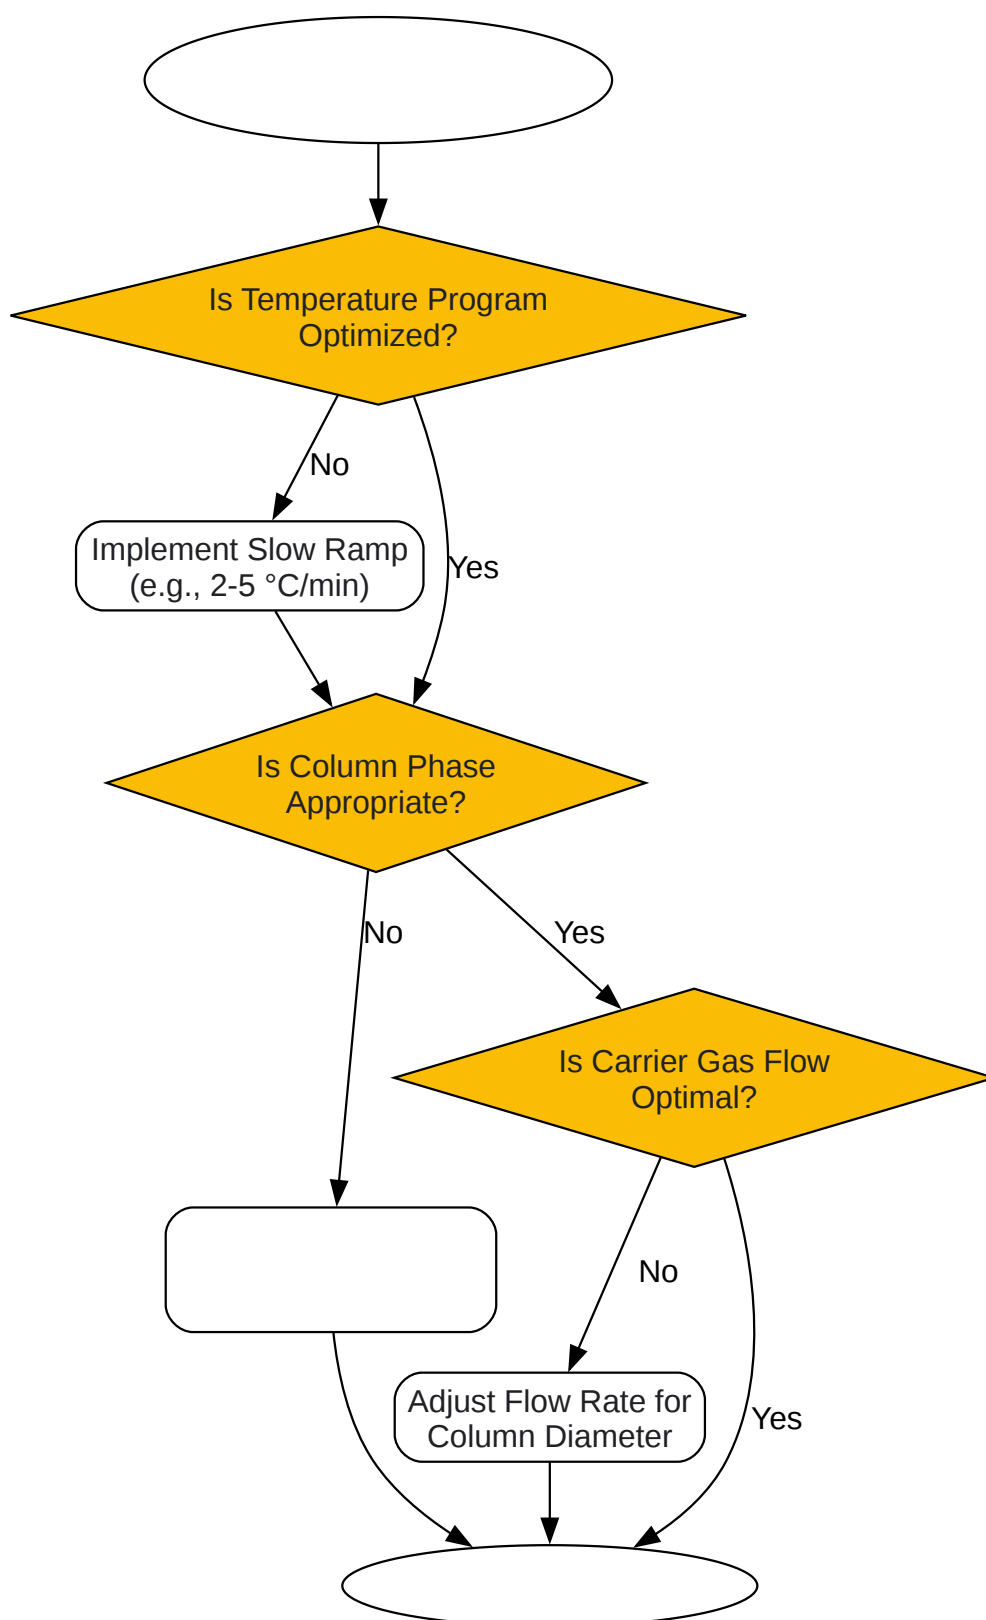 Is Temperature Program
Optimized?
No
Implement Slow Ramp
(e.g., 2-5 °C/min)
Yes
Is Column Phase
Appropriate?
No
Yes
Is Carrier Gas Flow
Optimal?
No
Adjust Flow Rate for
Column Diameter
Yes